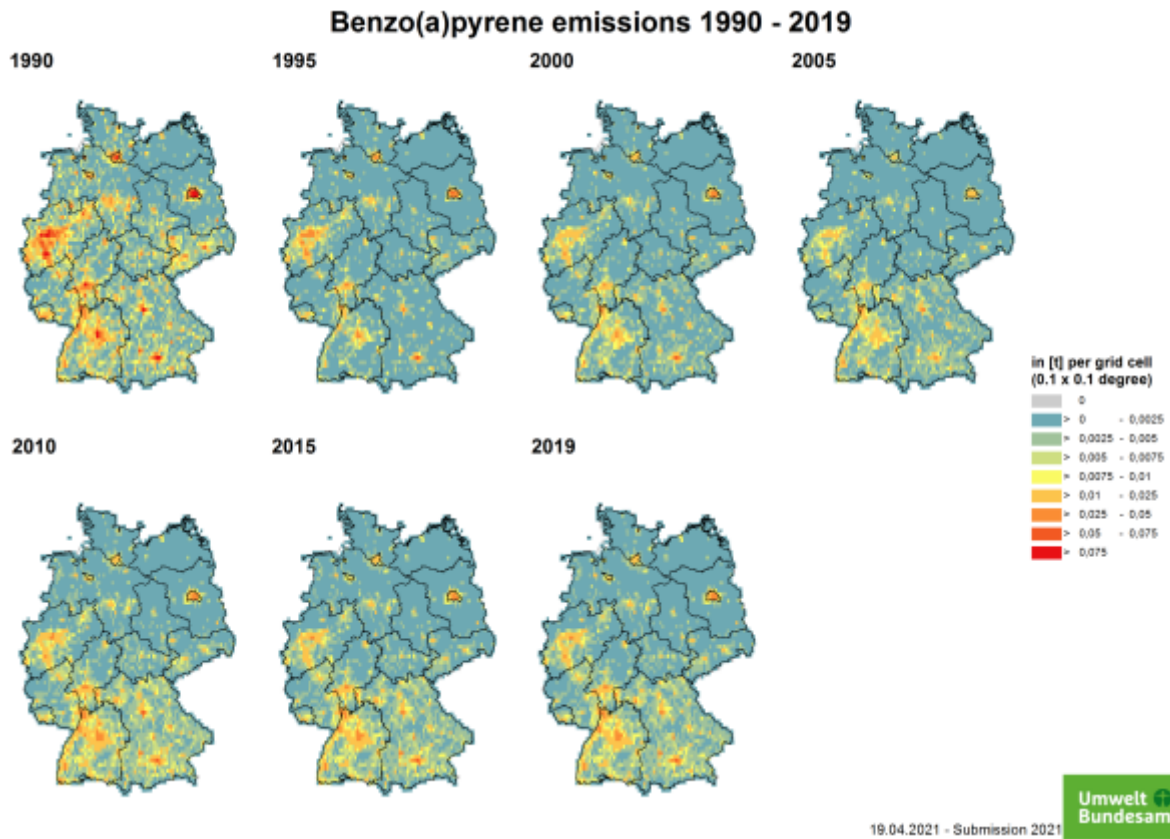 Benzo(a)pyrene emissions 1990 - 2019
1990
1995
2000
2005
in [t] per grid cell
(0.1 x 0.1 degree)
0
> 0 - 0,0025
> 0,0025 - 0,005
> 0,005 - 0,0075
> 0,0075 - 0,01
> 0,01 - 0,025
> 0,025 - 0,05
> 0,05 - 0,075
> 0,075
2010
2015
2019
Umwelt
Bundesam
19.04.2021 - Submission 2021